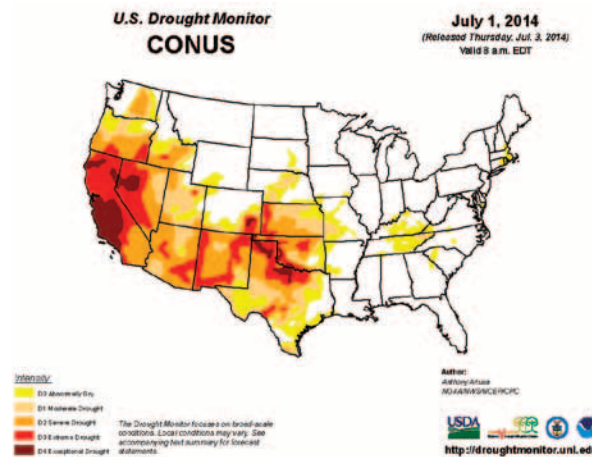 U.S. Drought Monitor
CONUS
July 1, 2014
(Released Thursday, Jul. 3, 2014)
Valid 8 a.m. EDT
Intensity
D0 Abnormally Dry
D1 Moderate Drought
D2 Severe Drought
D3 Extreme Drought
D4 Exceptional Drought
The Drought Monitor focuses on broad-scale
conditions. Local conditions may vary. See
accompanying text summary for forecast
statements.
Author:
Anthony Artusa
NOAA/NWS/NCEP/CPC
USDA
http://droughtmonitor.unl.ed